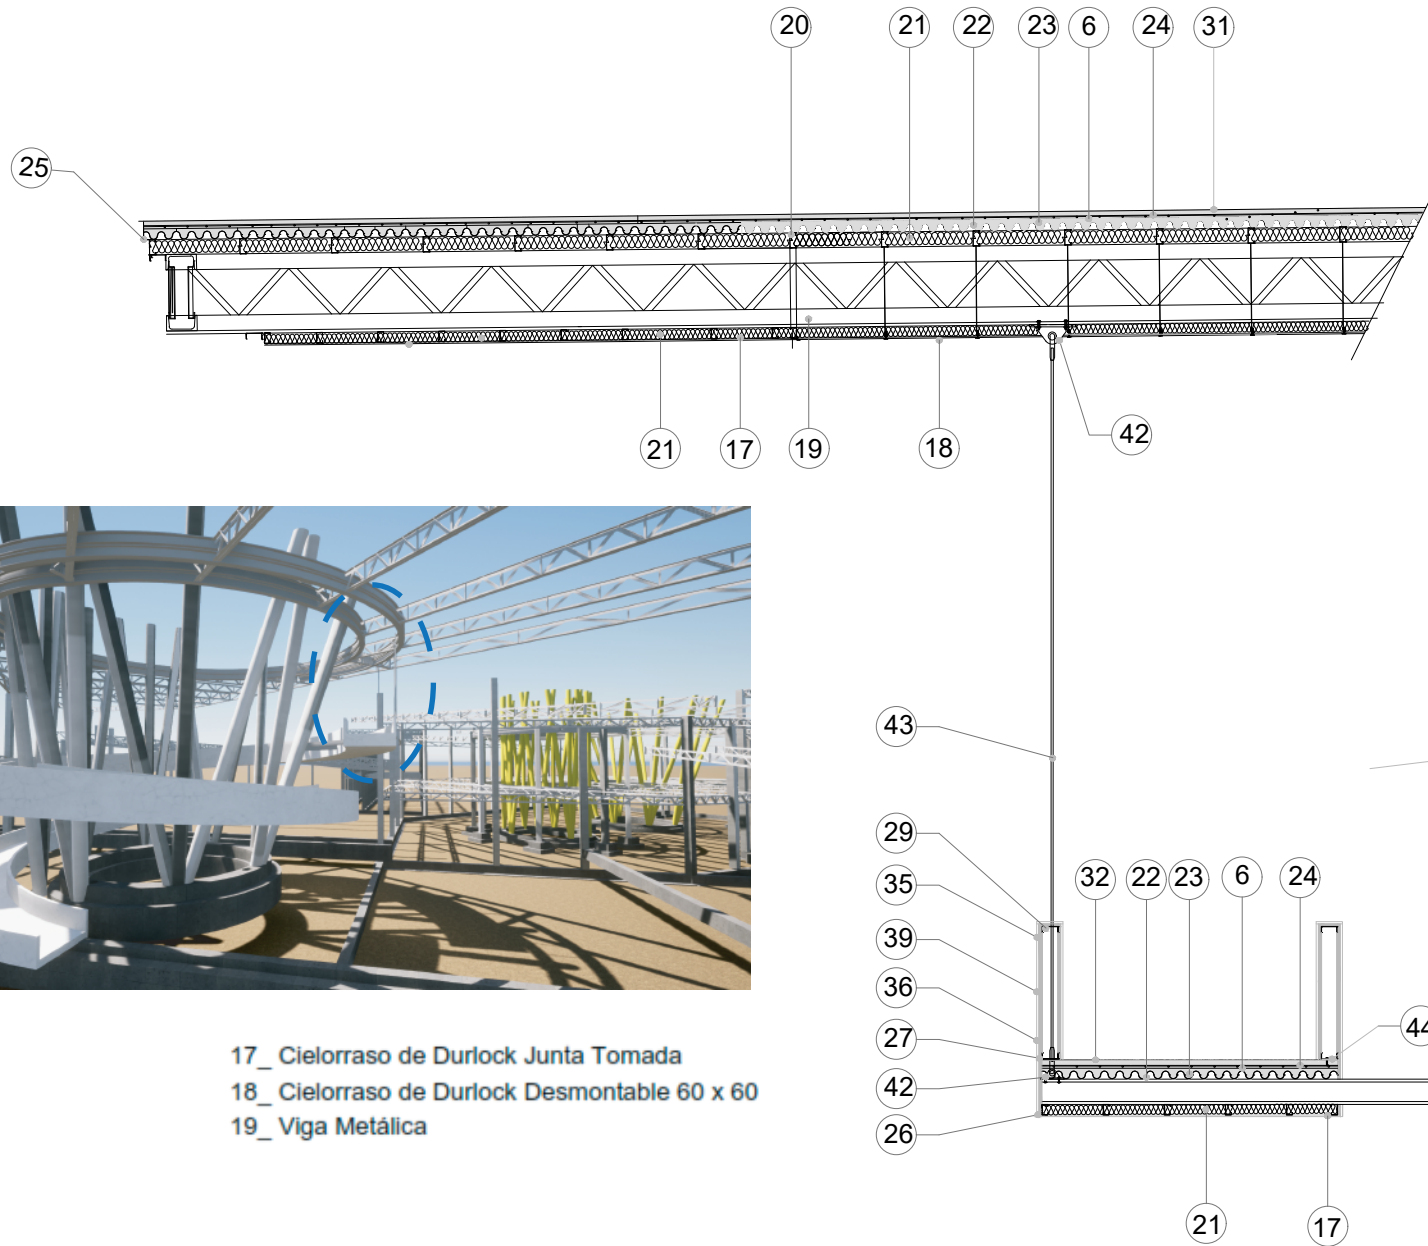 20 21 22 23 6 24 31
25
21 17 19 18 42
43
29
32 22 23 6 24
35
39
36
44
27
42
26
21 17
17_ Cielorraso de Durlock Junta Tomada
18_ Cielorraso de Durlock Desmontable 60 x 60
19_ Viga Metálica